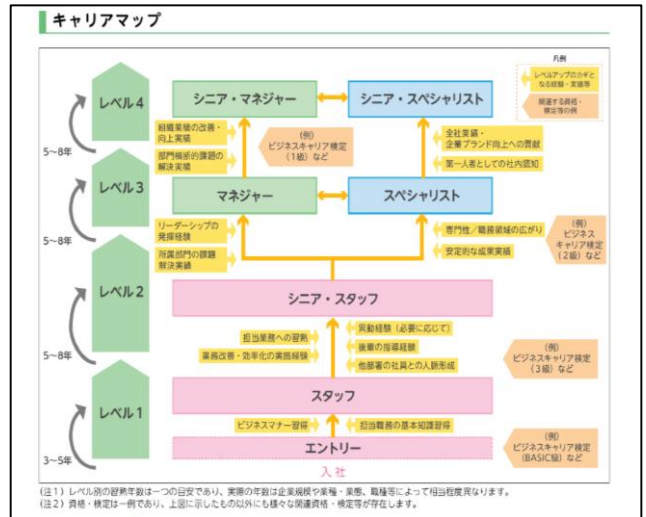 キャリアマップ
凡例
レベルアップのカギと
なる経験・実績等
関連する資格・
検定等の例
レベル4
シニア・マネジャー
シニア・スペシャリスト
組織業績の改善・
向上実績
部門横断的課題の
解決実績
(例)
ビジネスキャリア検定
(1級)など
全社業績・
企業ブランド向上への貢献
第一人者としての社内認知
5~8年
レベル3
マネジャー
スペシャリスト
リーダーシップの
発揮経験
所属部門の課題
解決実績
専門性/職務領域の広がり
安定的な成果実績
(例)
ビジネス
キャリア検定
(2級)など
5~8年
レベル2
シニア・スタッフ
担当業務への習熟
業務改善・効率化の実施経験
異動経験(必要に応じて)
後輩の指導経験
他部署の社員との人脈形成
(例)
ビジネスキャリア検定
(3級)など
5~8年
レベル1
スタッフ
ビジネスマナー習得
担当職務の基本知識習得
エントリー
(例)
ビジネスキャリア検定
(BASIC級)など
3~5年
入社
(注1)レベル別の習熟年数は一つの目安であり、実際の年数は企業規模や業種・業態、職種等によって相当程度異なります。
(注2)資格・検定は一例であり、上図に示したもの以外にも様々な関連資格・検定等が存在します。